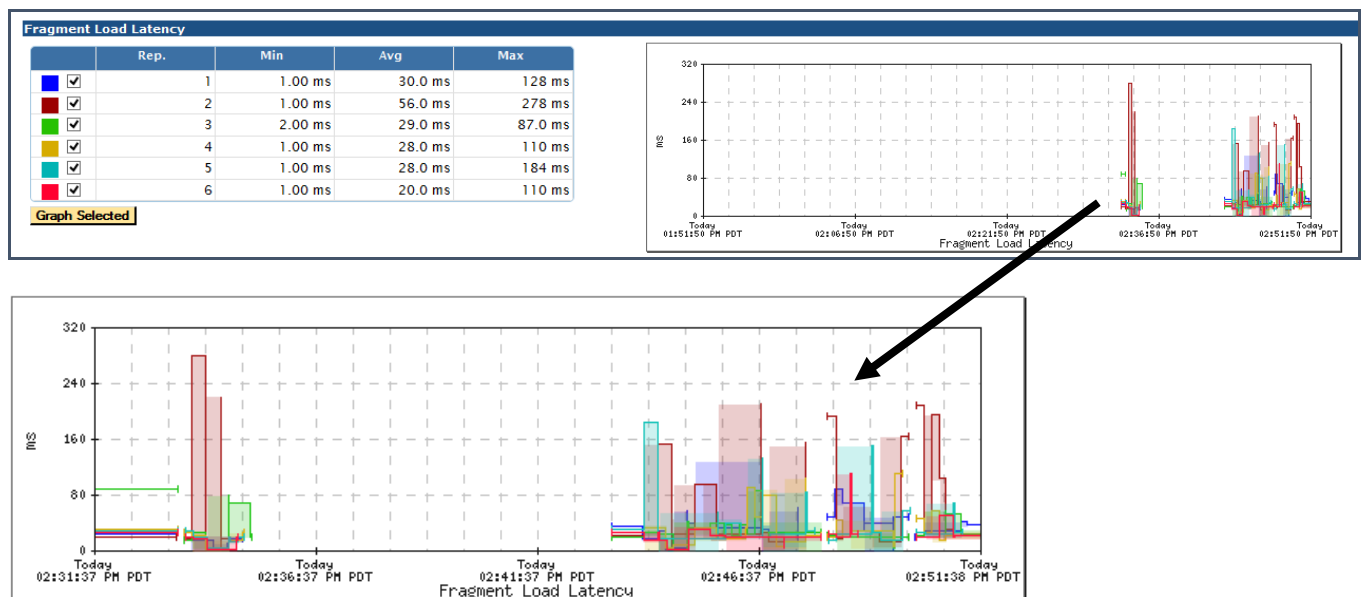 Fragment Load Latency
Rep. Min Avg Max
1 1.00 ms 30.0 ms 128 ms
2 1.00 ms 56.0 ms 278 ms
3 2.00 ms 29.0 ms 87.0 ms
4 1.00 ms 28.0 ms 110 ms
5 1.00 ms 28.0 ms 184 ms
6 1.00 ms 20.0 ms 110 ms
Graph Selected
320
240
160
80
0
ms
Today Today Today Today Today
01:51:50 PM PDT 02:06:50 PM PDT 02:21:50 PM PDT 02:36:50 PM PDT 02:51:50 PM PDT
Fragment Load Latency
320
240
160
80
0
ms
Today Today Today Today Today
02:31:37 PM PDT 02:36:37 PM PDT 02:41:37 PM PDT 02:46:37 PM PDT 02:51:38 PM PDT
Fragment Load Latency